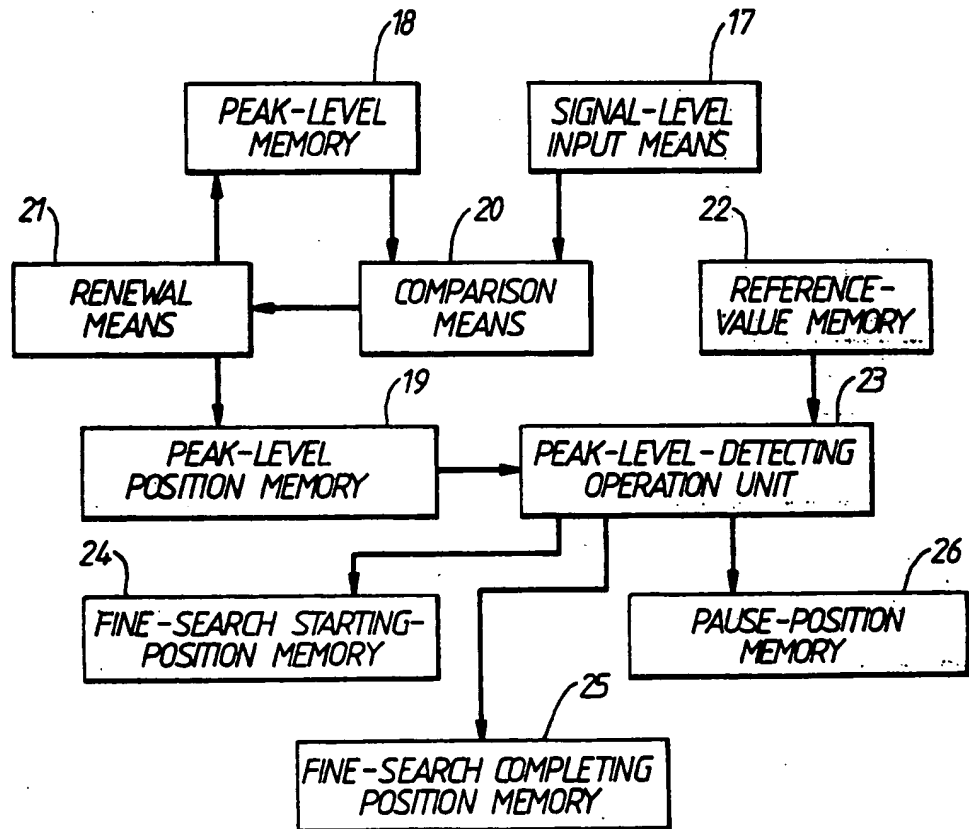 18
17
PEAK-LEVEL
MEMORY
SIGNAL-LEVEL
INPUT MEANS
21
20
22
RENEWAL
MEANS
COMPARISON
MEANS
REFERENCE-
VALUE MEMORY
19
23
PEAK-LEVEL
POSITION MEMORY
PEAK-LEVEL-DETECTING
OPERATION UNIT
24
26
FINE-SEARCH STARTING-
POSITION MEMORY
PAUSE-POSITION
MEMORY
25
FINE-SEARCH COMPLETING
POSITION MEMORY